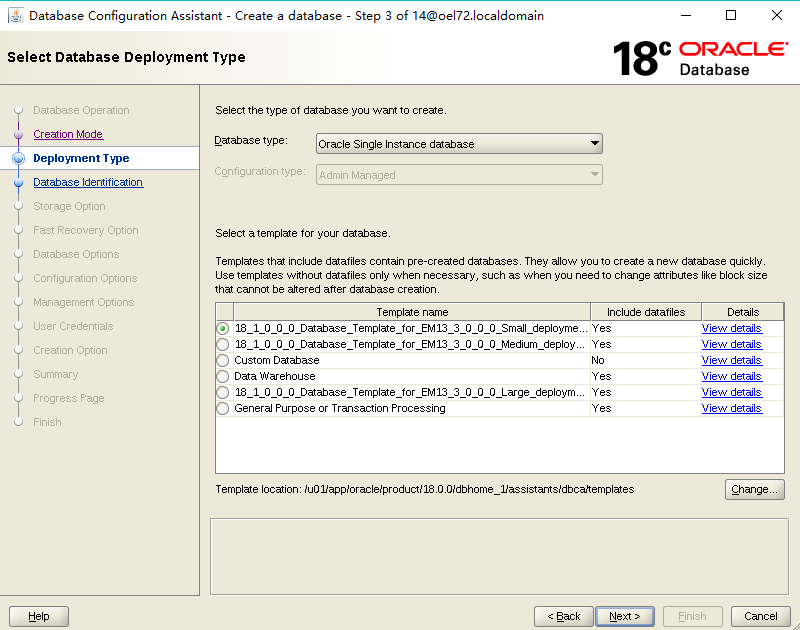 Database Configuration Assistant - Create a database - Step 3 of 14@oel72.localdomain
Select Database Deployment Type
18c ORACLE
Database
Database Operation
Creation Mode
Deployment Type
Database Identification
Storage Option
Fast Recovery Option
Database Options
Configuration Options
Management Options
User Credentials
Creation Option
Summary
Progress Page
Finish
Select the type of database you want to create.
Database type: Oracle Single Instance database
Configuration type: Admin Managed
Select a template for your database.
Templates that include datafiles contain pre-created databases. They allow you to create a new database quickly.
Use templates without datafiles only when necessary, such as when you need to change attributes like block size
that cannot be altered after database creation.
Template name Include datafiles Details
18_1_0_0_0_Database_Template_for_EM13_3_0_0_0_Small_deployme... Yes View details
18_1_0_0_0_Database_Template_for_EM13_3_0_0_0_Medium_deploy... Yes View details
Custom Database No View details
Data Warehouse Yes View details
18_1_0_0_0_Database_Template_for_EM13_3_0_0_0_Large_deploym... Yes View details
General Purpose or Transaction Processing Yes View details
Template location: /u01/app/oracle/product/18.0.0/dbhome_1/assistants/dbca/templates Change...
Help < Back Next > Finish Cancel